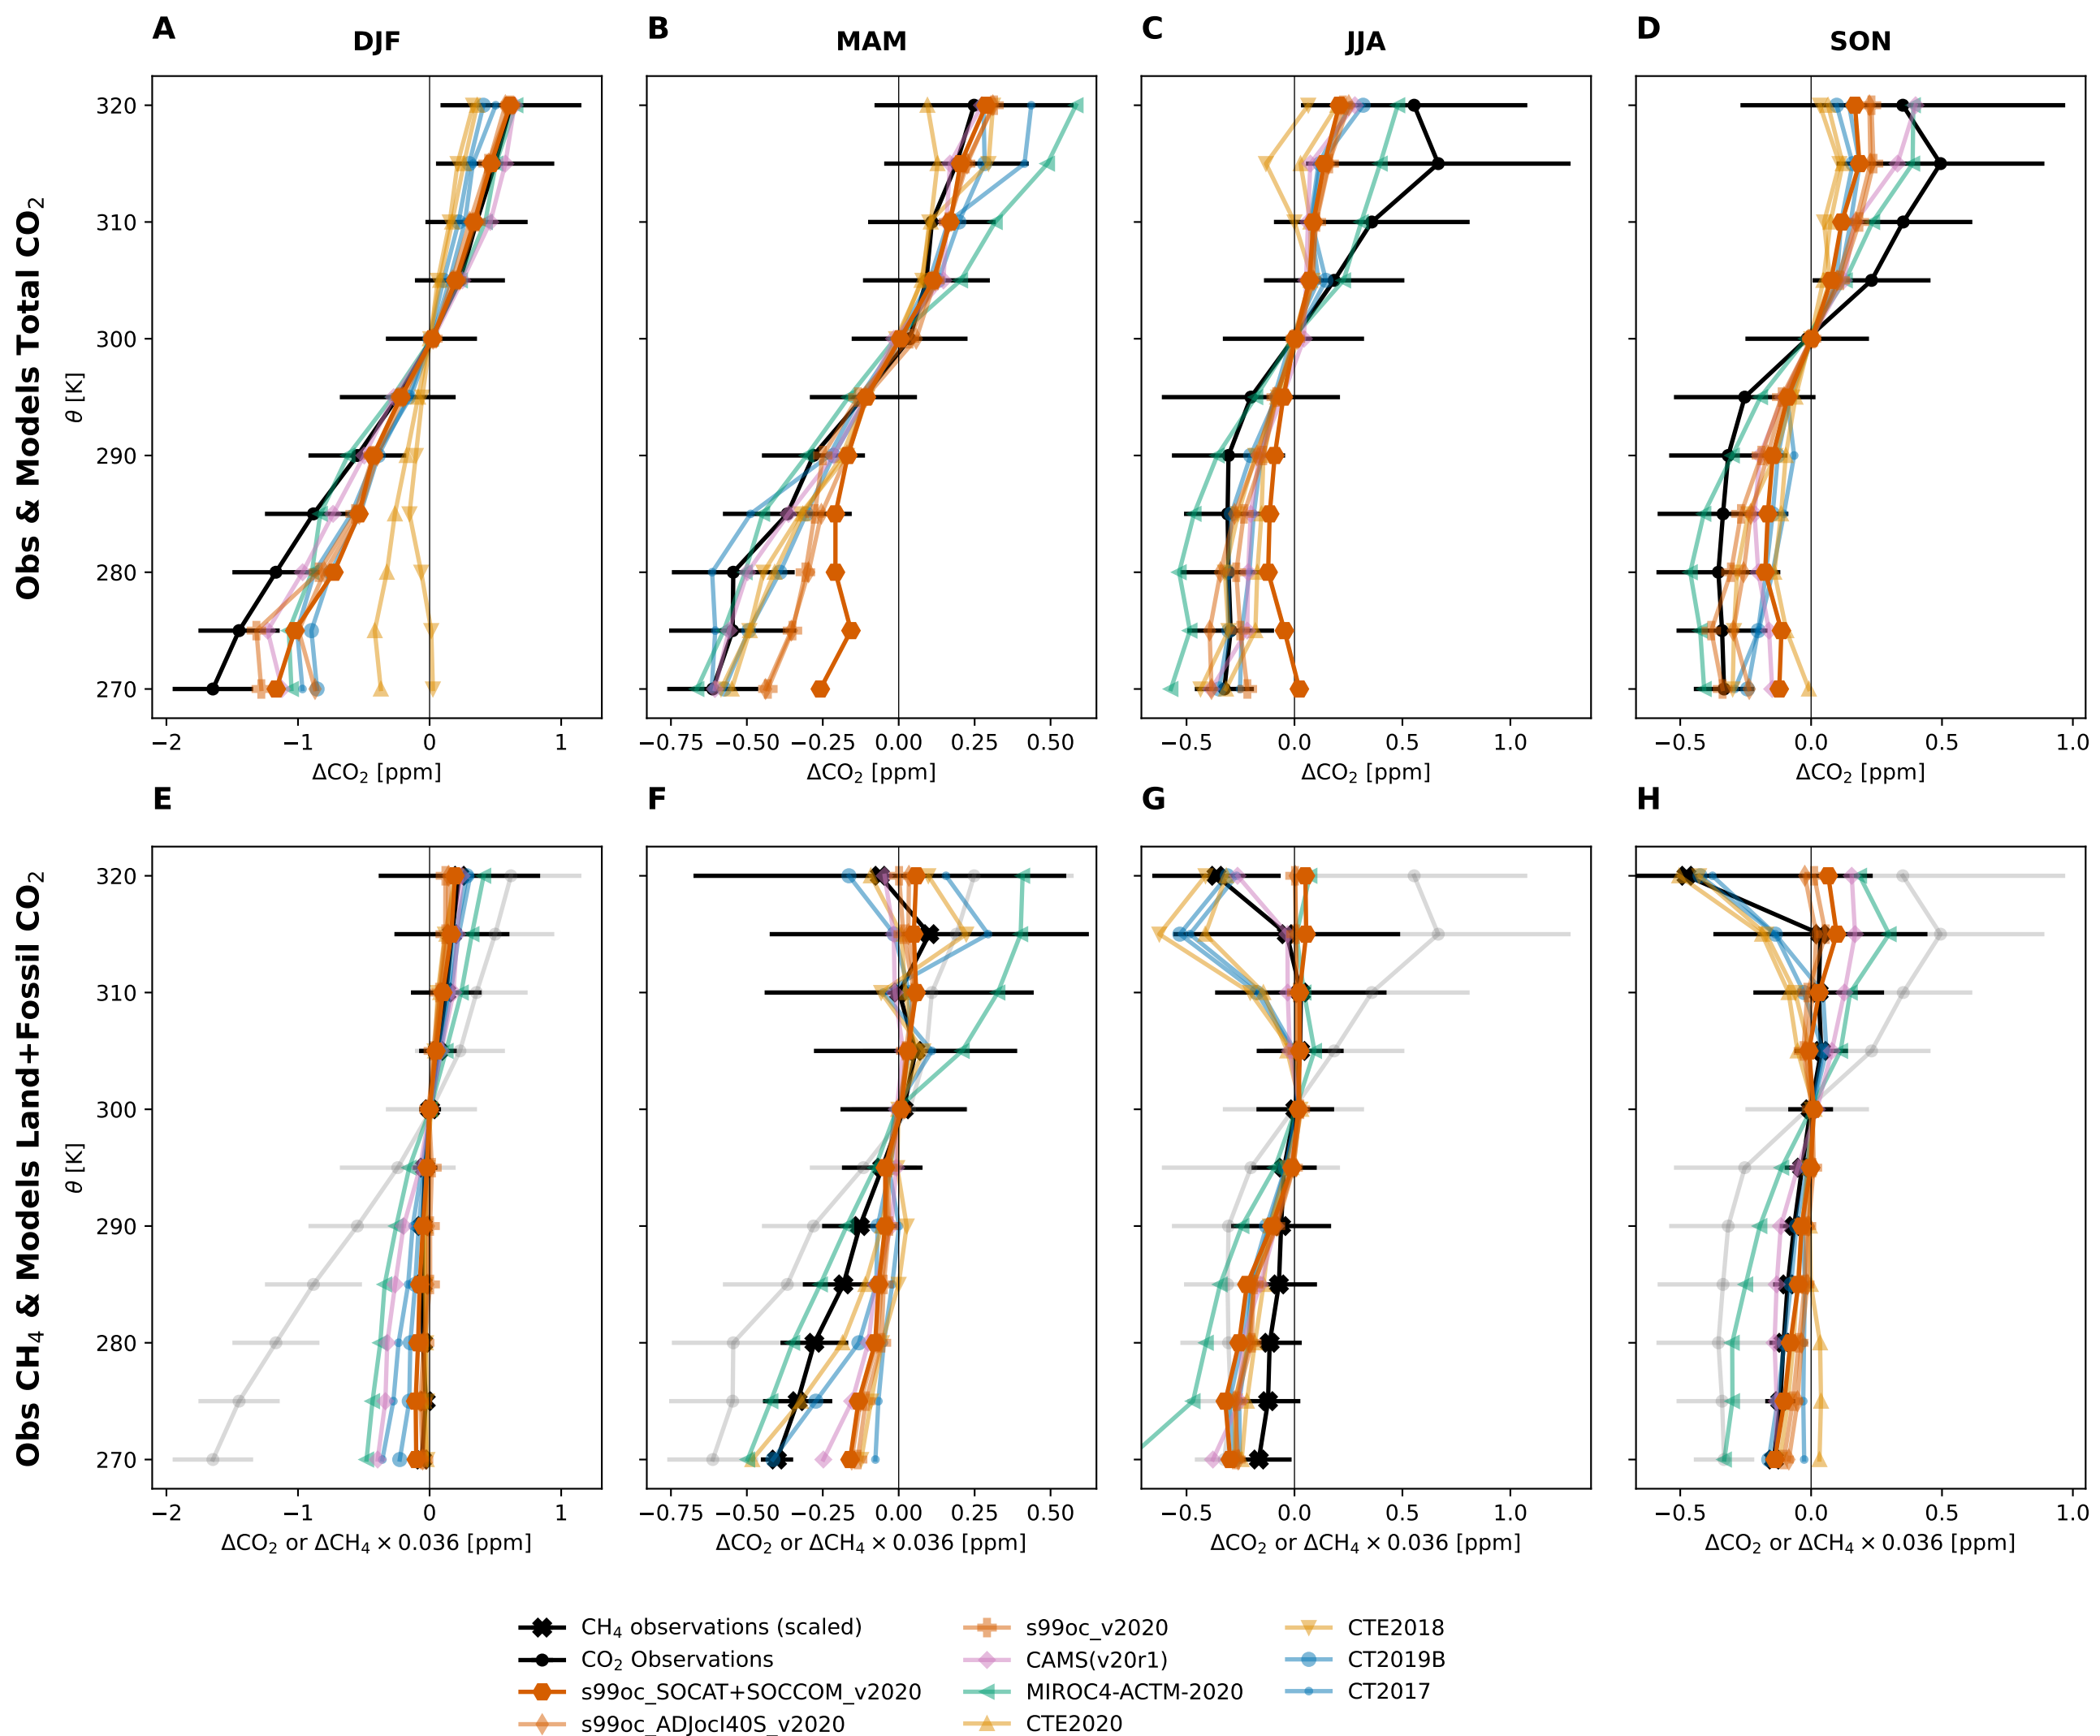 A
B
C
D
DJF
MAM
JJA
SON
Obs & Models Total CO₂
θ [K]
320
310
300
290
280
270
−2 −1 0 1
−0.75 −0.50 −0.25 0.00 0.25 0.50
−0.5 0.0 0.5 1.0
−0.5 0.0 0.5 1.0
ΔCO₂ [ppm]
ΔCO₂ [ppm]
ΔCO₂ [ppm]
ΔCO₂ [ppm]
E
F
G
H
Obs CH₄ & Models Land+Fossil CO₂
θ [K]
320
310
300
290
280
270
−2 −1 0 1
−0.75 −0.50 −0.25 0.00 0.25 0.50
−0.5 0.0 0.5 1.0
−0.5 0.0 0.5 1.0
ΔCO₂ or ΔCH₄ × 0.036 [ppm]
ΔCO₂ or ΔCH₄ × 0.036 [ppm]
ΔCO₂ or ΔCH₄ × 0.036 [ppm]
ΔCO₂ or ΔCH₄ × 0.036 [ppm]
CH₄ observations (scaled)
CO₂ Observations
s99oc_SOCAT+SOCCOM_v2020
s99oc_ADJocI40S_v2020
s99oc_v2020
CAMS(v20r1)
MIROC4-ACTM-2020
CTE2020
CTE2018
CT2019B
CT2017